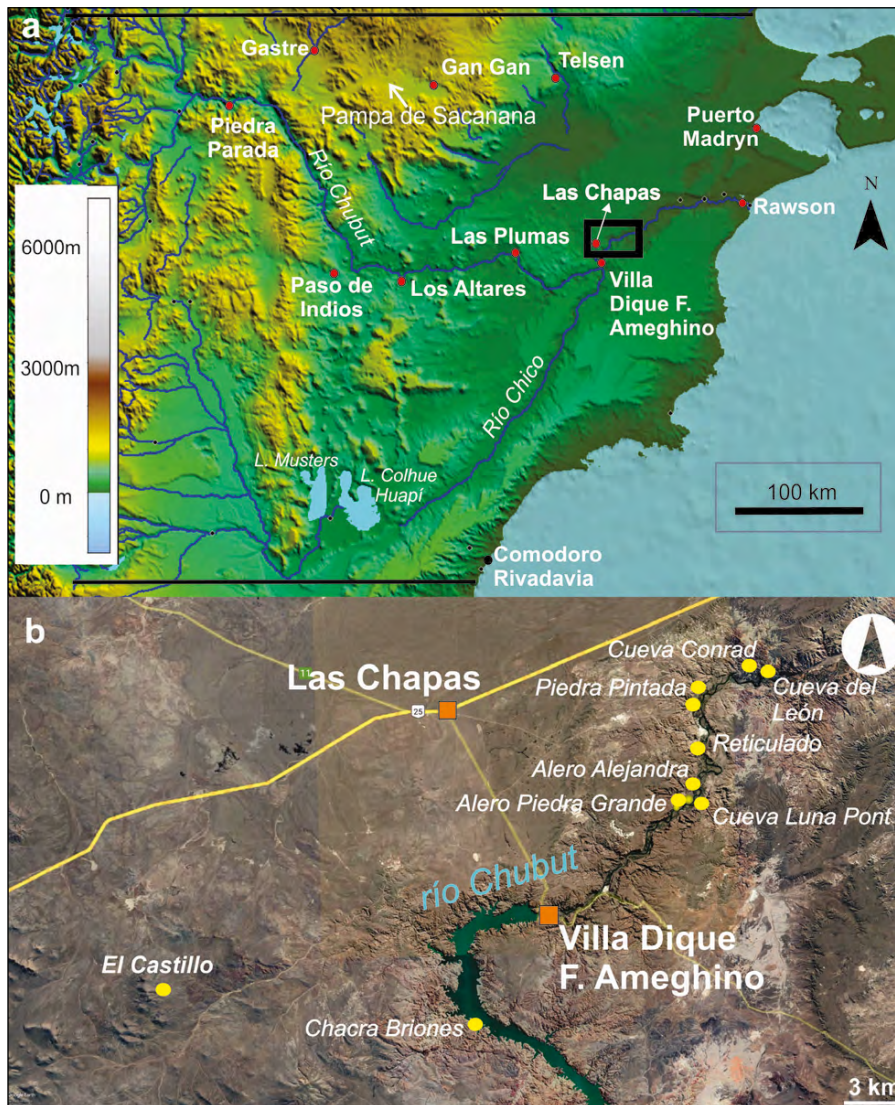 a
Gastre
Gan Gan
Telsen
Pampa de Sacanana
Piedra
Parada
Puerto
Madryn
Río Chubut
N
Las Chapas
Rawson
6000m
Las Plumas
Paso de
Indios
Los Altares
Villa
Dique F.
Ameghino
3000m
Río Chico
L. Musters
L. Colhue
Huapí
0 m
100 km
Comodoro
Rivadavia
b
Cueva Conrad
11
Las Chapas
Piedra Pintada
Cueva del
León
25
Reticulado
Alero Alejandra
Alero Piedra Grande
Cueva Luna Pont
río Chubut
Villa Dique
F. Ameghino
El Castillo
Chacra Briones
3 km